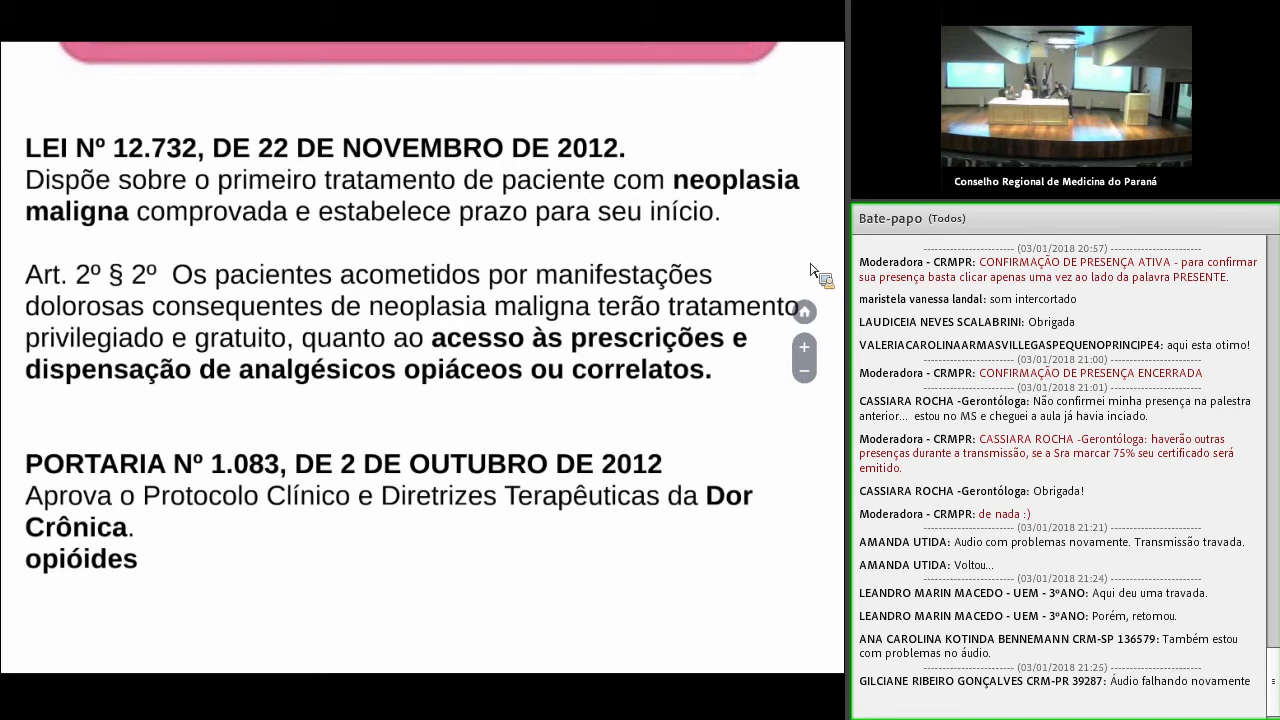 LEI Nº 12.732, DE 22 DE NOVEMBRO DE 2012.
Dispõe sobre o primeiro tratamento de paciente com neoplasia
maligna comprovada e estabelece prazo para seu início.
Art. 2º § 2º  Os pacientes acometidos por manifestações
dolorosas consequentes de neoplasia maligna terão tratamento
privilegiado e gratuito, quanto ao acesso às prescrições e
dispensação de analgésicos opiáceos ou correlatos.
PORTARIA Nº 1.083, DE 2 DE OUTUBRO DE 2012
Aprova o Protocolo Clínico e Diretrizes Terapêuticas da Dor
Crônica.
opióides
Conselho Regional de Medicina do Paraná
Bate-papo (Todos)
----------------------- (03/01/2018 20:57) -----------------------
Moderadora - CRMPR: CONFIRMAÇÃO DE PRESENÇA ATIVA - para confirmar
sua presença basta clicar apenas uma vez ao lado da palavra PRESENTE.
maristela vanessa landal: som intercortado
LAUDICEIA NEVES SCALABRINI: Obrigada
VALERIACAROLINAARMASVILLEGASPEQUENOPRINCIPE4: aqui esta otimo!
----------------------- (03/01/2018 21:00) -----------------------
Moderadora - CRMPR: CONFIRMAÇÃO DE PRESENÇA ENCERRADA
----------------------- (03/01/2018 21:01) -----------------------
CASSIARA ROCHA -Gerontóloga: Não confirmei minha presença na palestra
anterior...  estou no MS e cheguei a aula já havia inciado.
Moderadora - CRMPR: CASSIARA ROCHA -Gerontóloga: haverão outras
presenças durante a transmissão, se a Sra marcar 75% seu certificado será
emitido.
CASSIARA ROCHA -Gerontóloga: Obrigada!
Moderadora - CRMPR: de nada :)
----------------------- (03/01/2018 21:21) -----------------------
AMANDA UTIDA: Audio com problemas novamente. Transmissão travada.
AMANDA UTIDA: Voltou...
----------------------- (03/01/2018 21:24) -----------------------
LEANDRO MARIN MACEDO - UEM - 3ºANO: Aqui deu uma travada.
LEANDRO MARIN MACEDO - UEM - 3ºANO: Porém, retomou.
ANA CAROLINA KOTINDA BENNEMANN CRM-SP 136579: Também estou
com problemas no áudio.
----------------------- (03/01/2018 21:25) -----------------------
GILCIANE RIBEIRO GONÇALVES CRM-PR 39287: Áudio falhando novamente